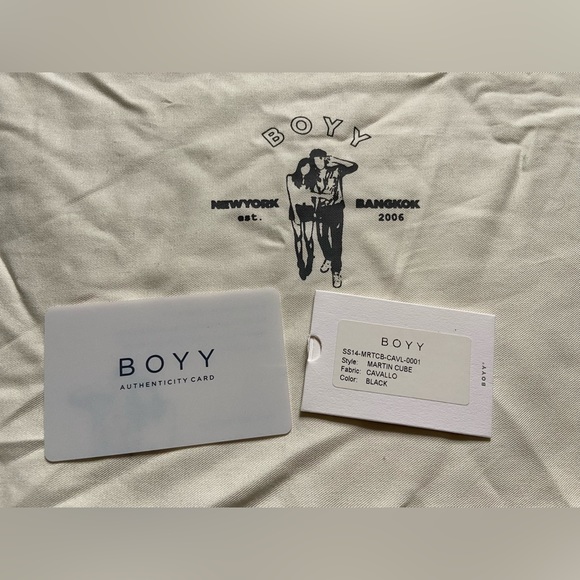 BOYY
NEWYORK BANGKOK
est. 2006
BOYY
AUTHENTICITY CARD
BOYY
SS14-MRTCB-CAVL-0001
Style: MARTIN CUBE
Fabric: CAVALLO
Color: BLACK
BOYY